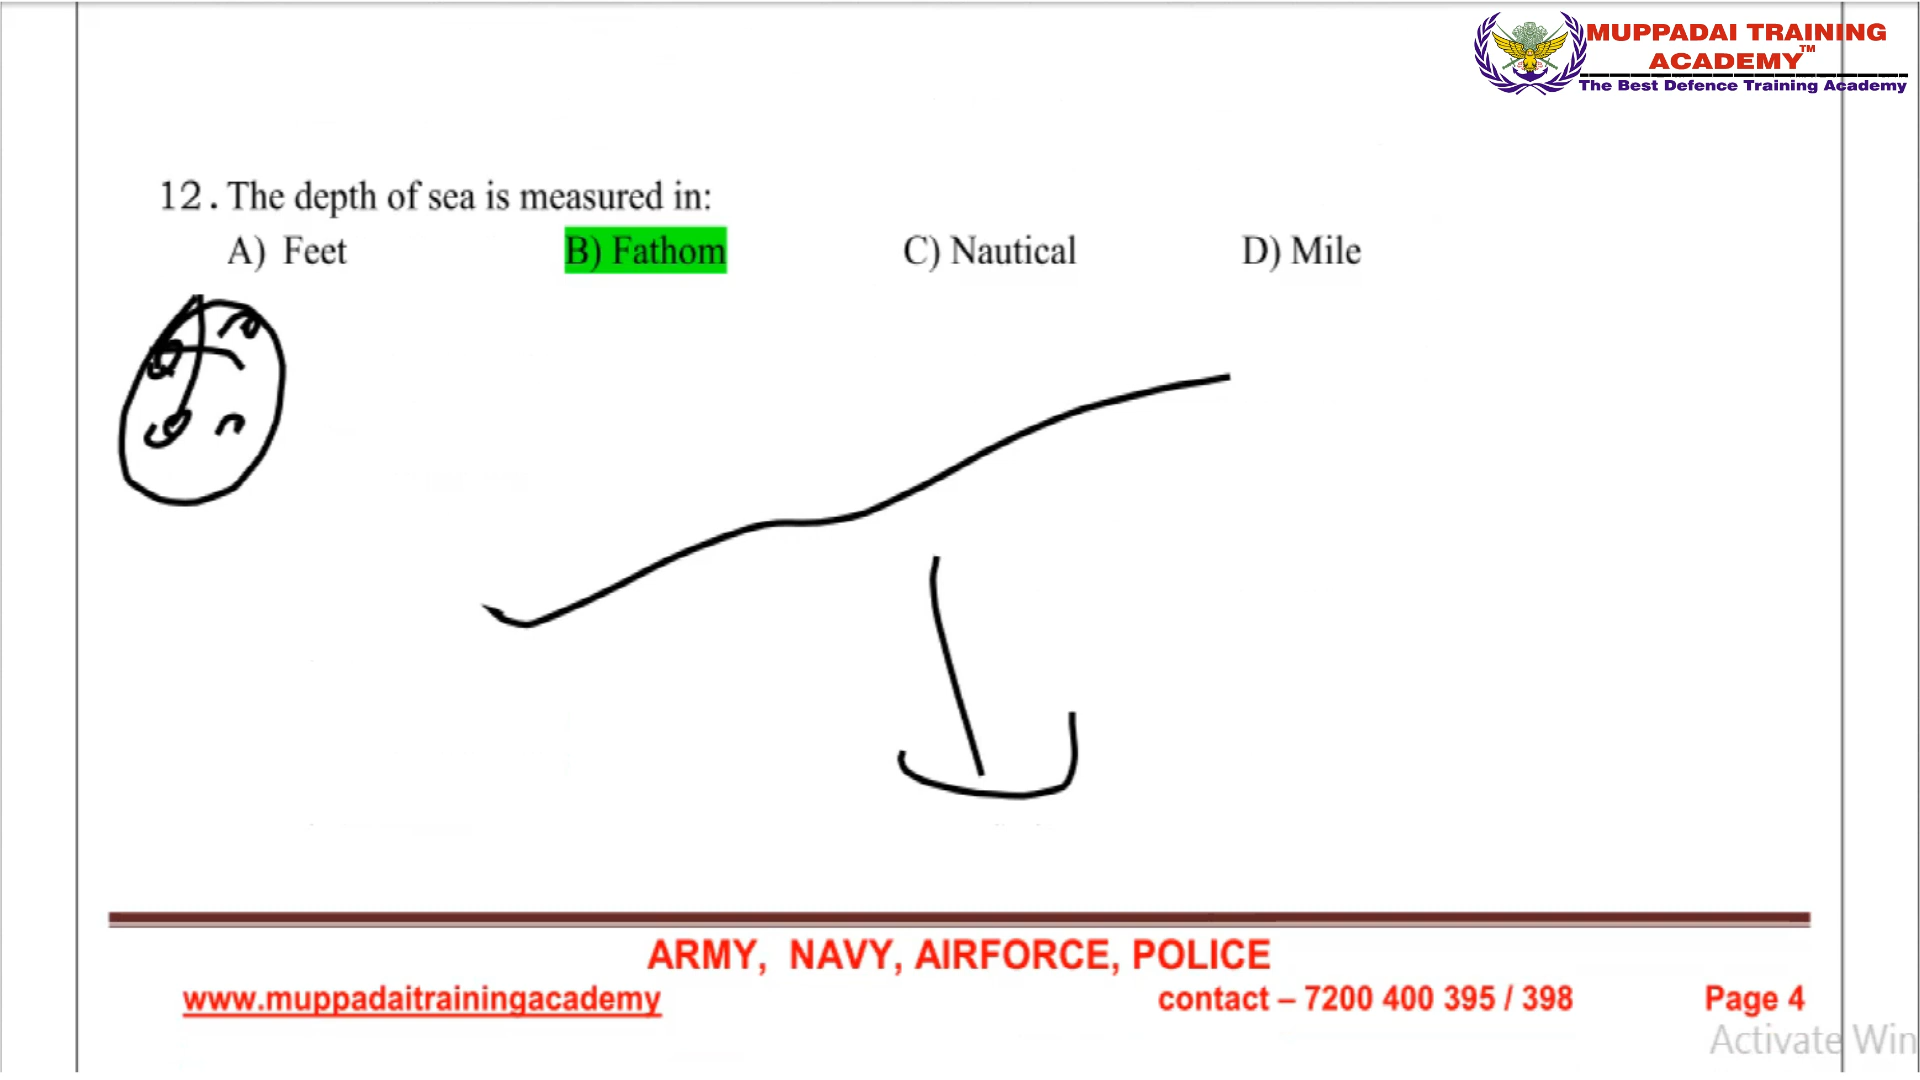 MUPPADAI TRAINING
ACADEMY™
The Best Defence Training Academy
12. The depth of sea is measured in:
A) Feet B) Fathom C) Nautical D) Mile
ARMY, NAVY, AIRFORCE, POLICE
www.muppadaitrainingacademy contact – 7200 400 395 / 398 Page 4
Activate Win